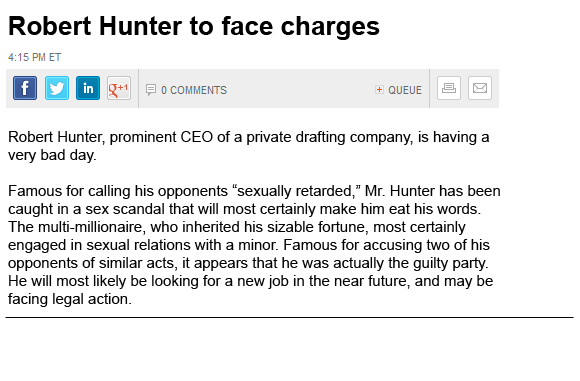 Robert Hunter to face charges
4:15 PM ET
f in g+1 0 COMMENTS + QUEUE
Robert Hunter, prominent CEO of a private drafting company, is having a
very bad day.
Famous for calling his opponents “sexually retarded,” Mr. Hunter has been
caught in a sex scandal that will most certainly make him eat his words.
The multi-millionaire, who inherited his sizable fortune, most certainly
engaged in sexual relations with a minor. Famous for accusing two of his
opponents of similar acts, it appears that he was actually the guilty party.
He will most likely be looking for a new job in the near future, and may be
facing legal action.